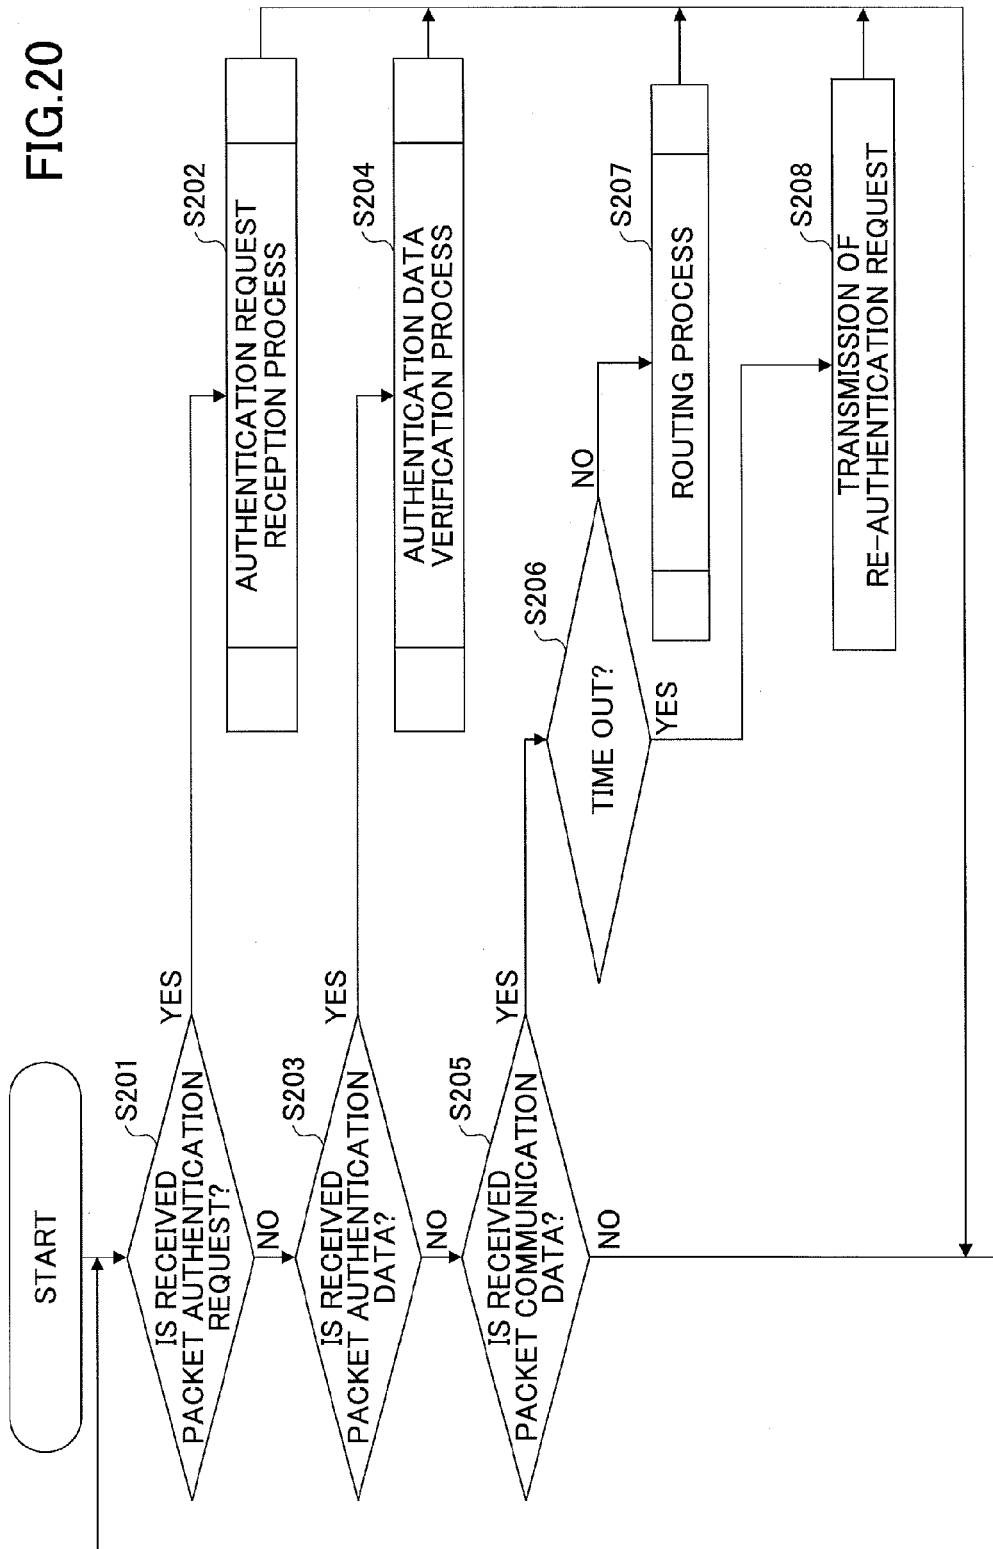 FIG.20
START
S201
IS RECEIVED
PACKET AUTHENTICATION
REQUEST?
YES
NO
S202
AUTHENTICATION REQUEST
RECEPTION PROCESS
S203
IS RECEIVED
PACKET AUTHENTICATION
DATA?
YES
NO
S204
AUTHENTICATION DATA
VERIFICATION PROCESS
S205
IS RECEIVED
PACKET COMMUNICATION
DATA?
YES
NO
S206
TIME OUT?
NO
YES
S207
ROUTING PROCESS
S208
TRANSMISSION OF
RE-AUTHENTICATION REQUEST